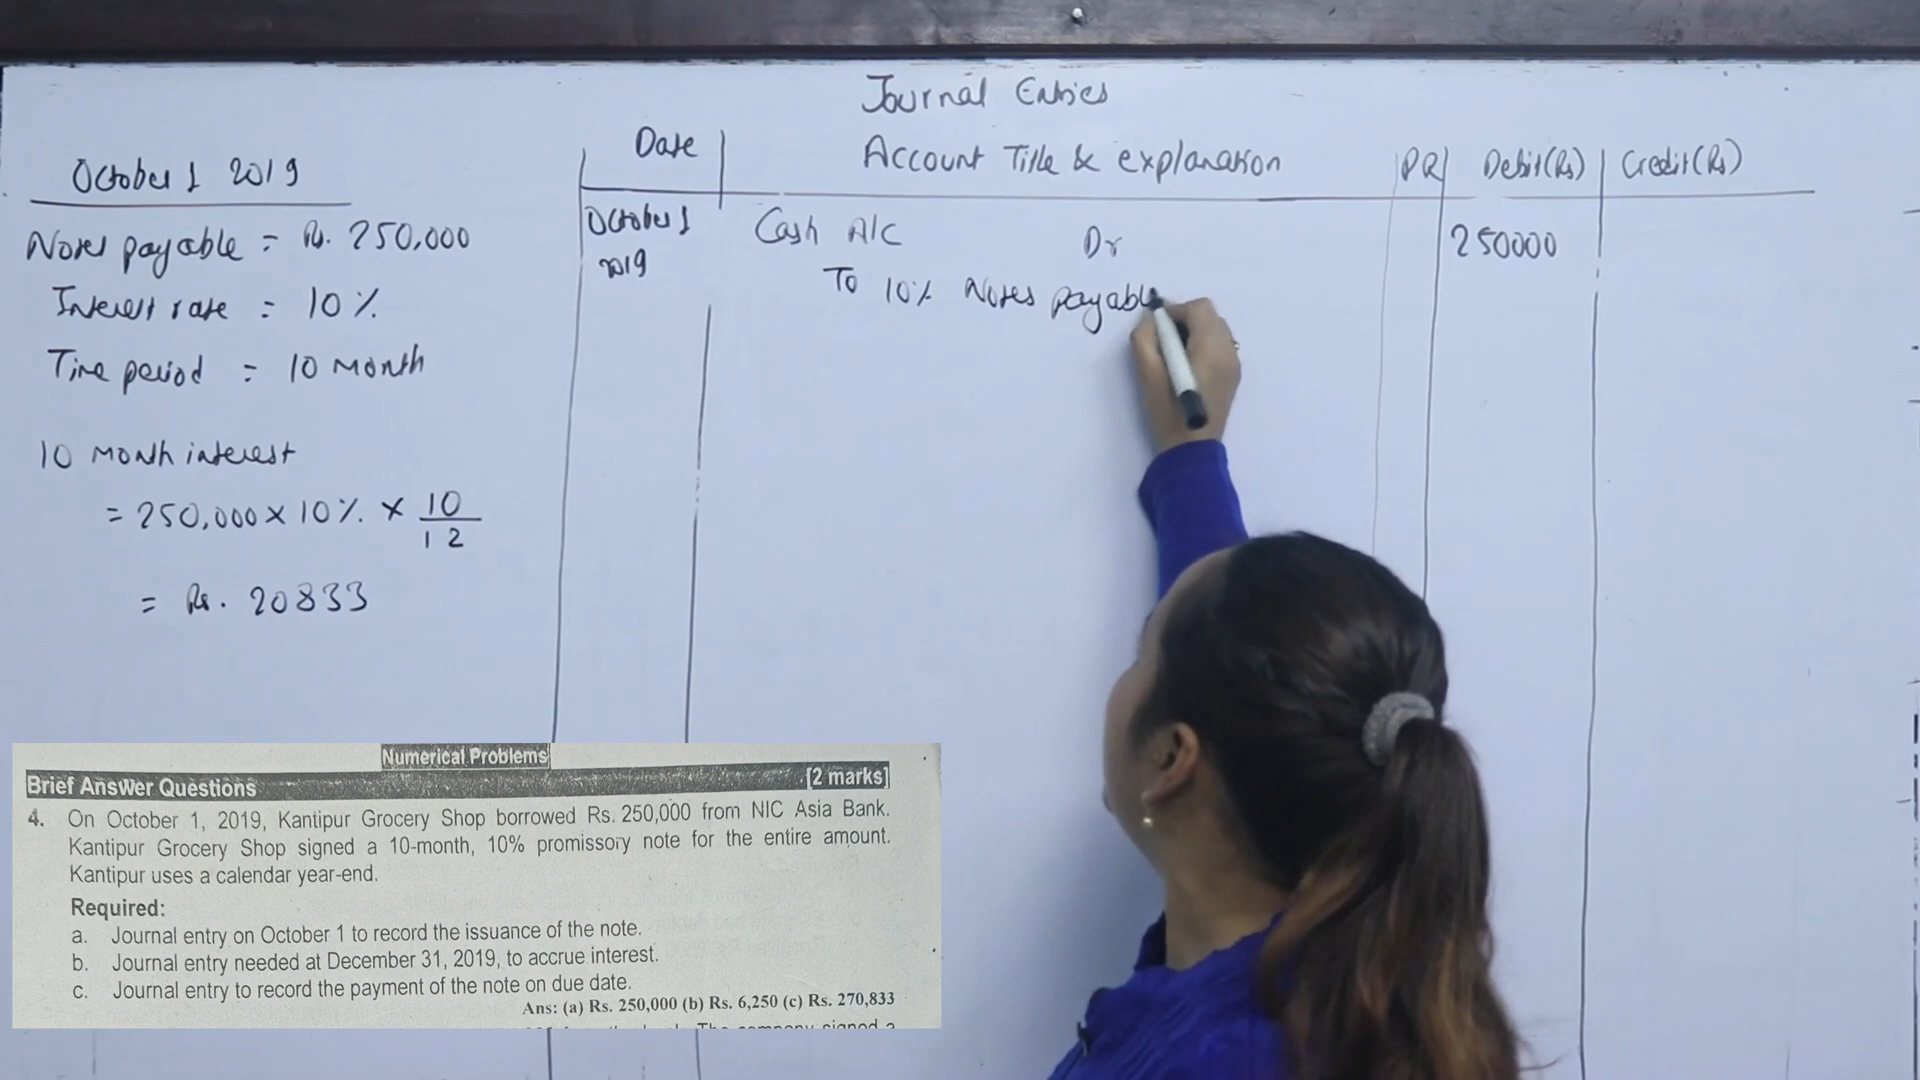 Journal Entries
October 1 2019
Notes payable = Rs. 250,000
Interest rate = 10%
Time period = 10 Month
10 Month interest
= 250,000 × 10% × 10/12
= Rs. 20833
Date Account Title & explanation PR Debit(Rs) Credit(Rs)
October 1 Cash A/C Dr 250000
2019 To 10% Notes payable
Numerical Problems
Brief Answer Questions [2 marks]
4. On October 1, 2019, Kantipur Grocery Shop borrowed Rs. 250,000 from NIC Asia Bank.
Kantipur Grocery Shop signed a 10-month, 10% promissory note for the entire amount.
Kantipur uses a calendar year-end.
Required:
a. Journal entry on October 1 to record the issuance of the note.
b. Journal entry needed at December 31, 2019, to accrue interest.
c. Journal entry to record the payment of the note on due date.
Ans: (a) Rs. 250,000 (b) Rs. 6,250 (c) Rs. 270,833